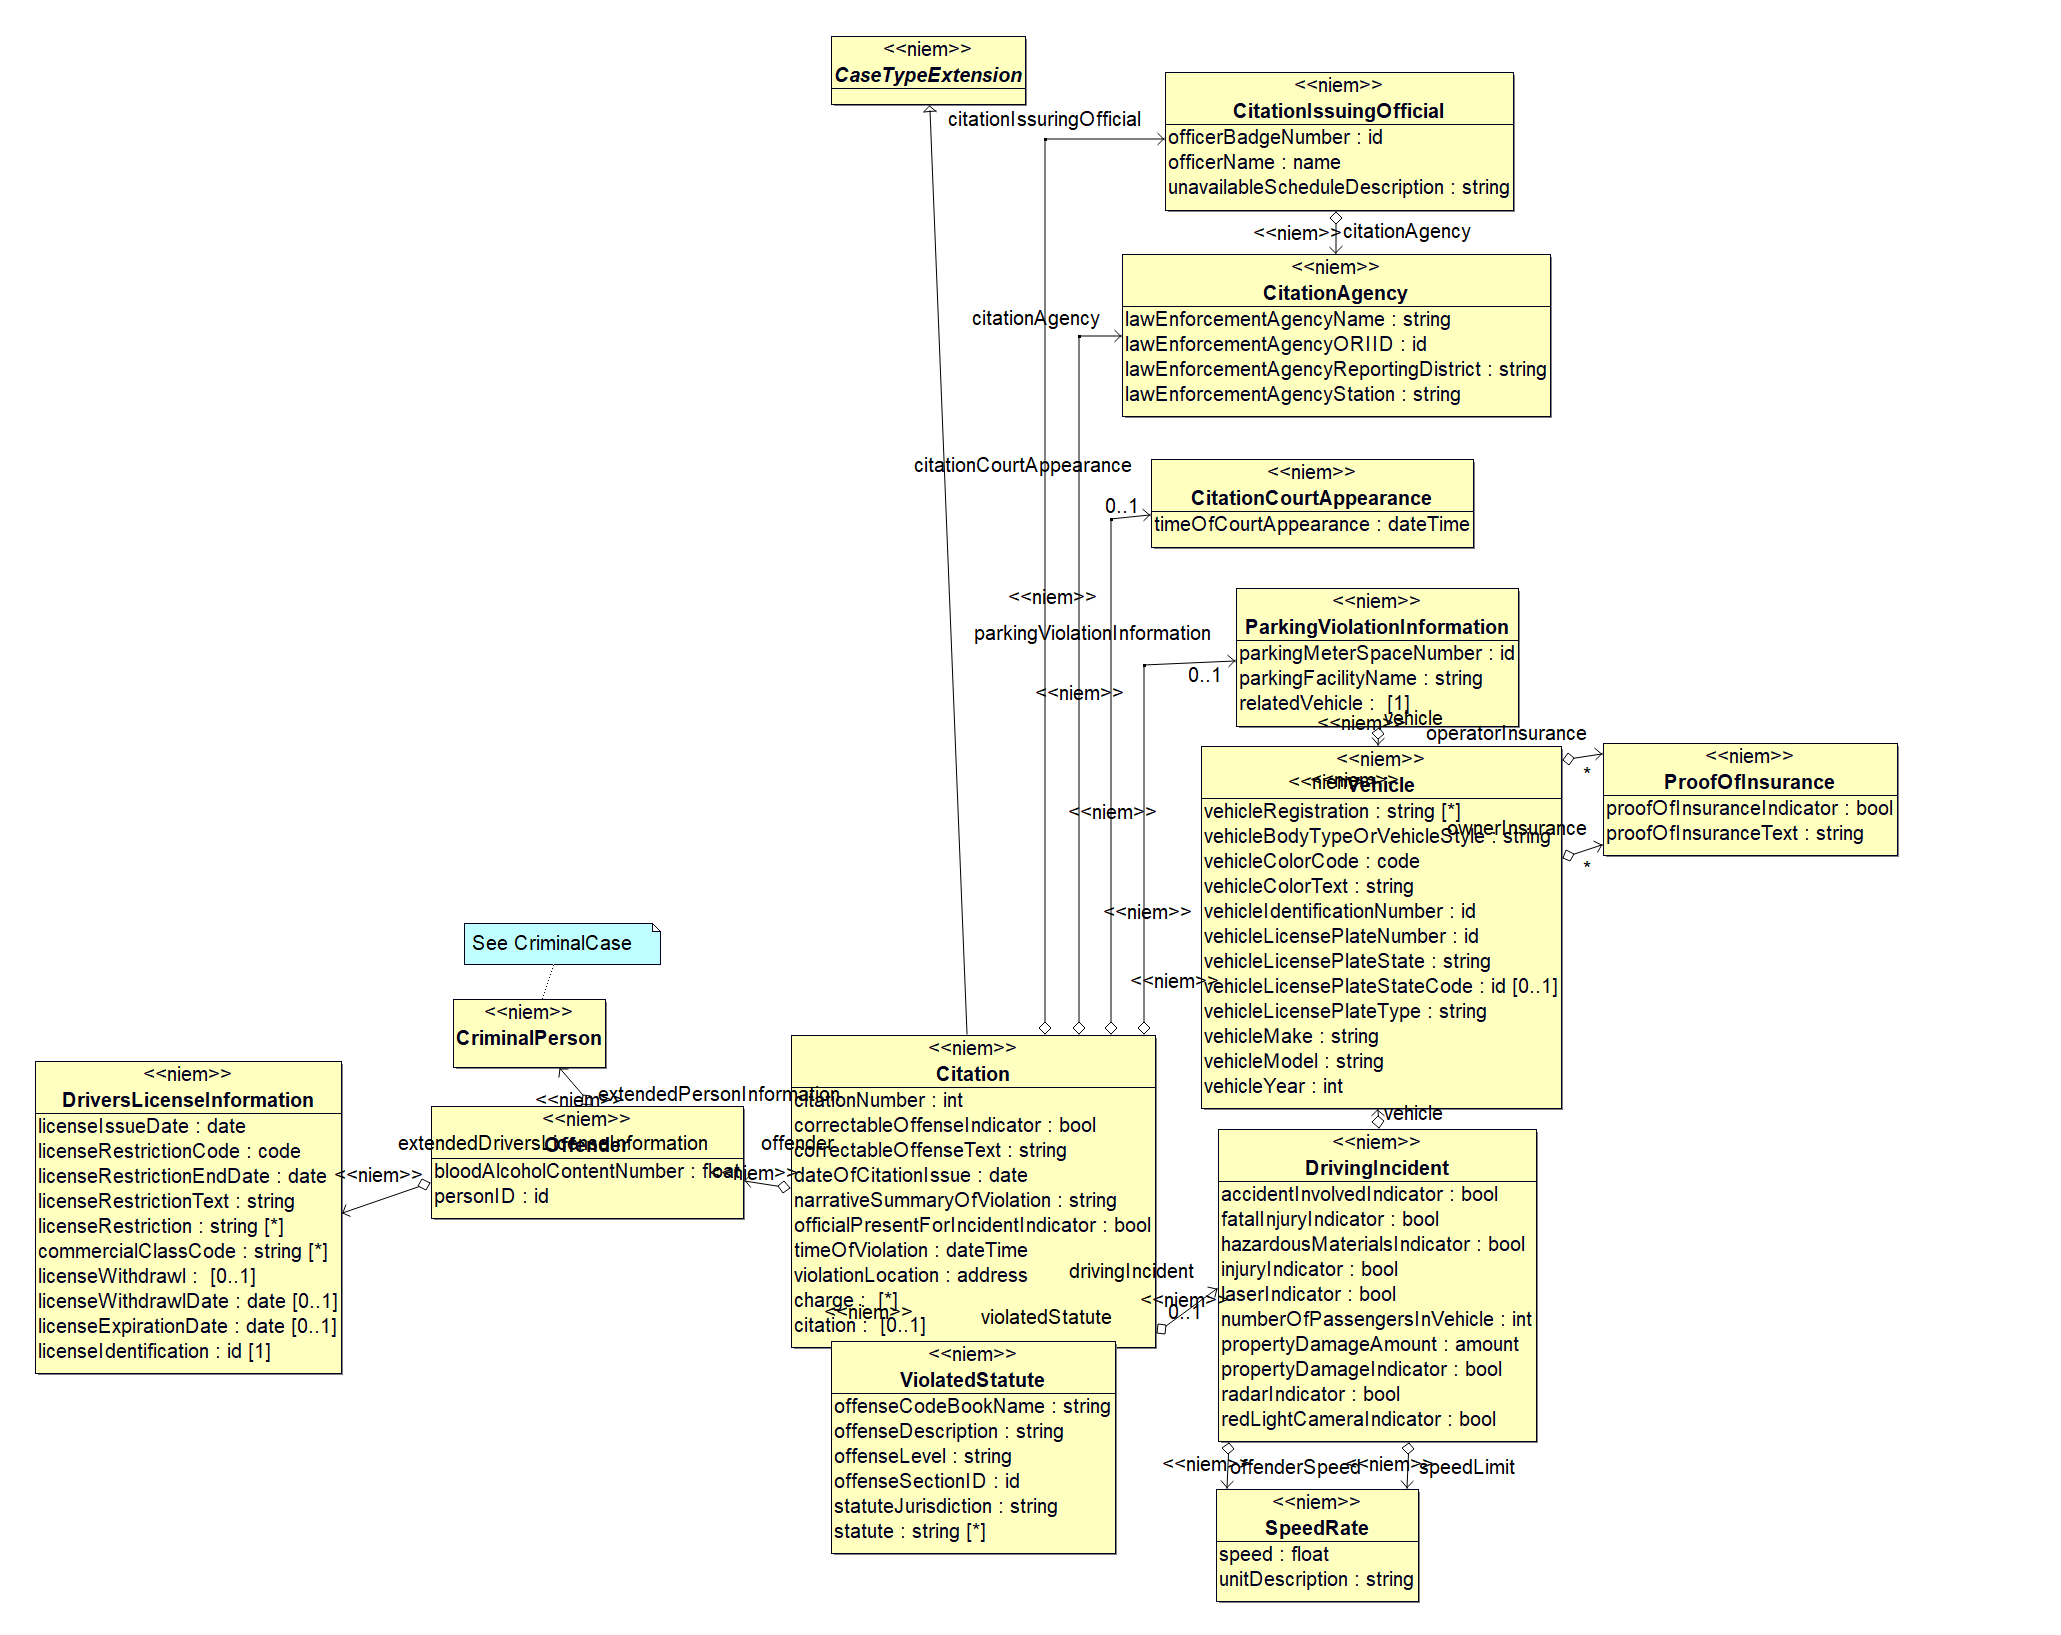 <<niem>>
CaseTypeExtension
<<niem>>
CitationIssuingOfficial
officerBadgeNumber : id
officerName : name
unavailableScheduleDescription : string
citationIssuringOfficial
<<niem>>
citationAgency
<<niem>>
CitationAgency
lawEnforcementAgencyName : string
lawEnforcementAgencyORIID : id
lawEnforcementAgencyReportingDistrict : string
lawEnforcementAgencyStation : string
citationAgency
citationCourtAppearance
0..1
<<niem>>
CitationCourtAppearance
timeOfCourtAppearance : dateTime
<<niem>>
parkingViolationInformation
0..1
<<niem>>
ParkingViolationInformation
parkingMeterSpaceNumber : id
parkingFacilityName : string
relatedVehicle : [1]
<<niem>>
<<niem>>
vehicle
operatorInsurance
*
<<niem>>
<<niem>>
Vehicle
vehicleRegistration : string [*]
vehicleBodyTypeOrVehicleStyle : string
vehicleColorCode : code
vehicleColorText : string
vehicleIdentificationNumber : id
vehicleLicensePlateNumber : id
vehicleLicensePlateState : string
vehicleLicensePlateStateCode : id [0..1]
vehicleLicensePlateType : string
vehicleMake : string
vehicleModel : string
vehicleYear : int
ownerInsurance
*
<<niem>>
ProofOfInsurance
proofOfInsuranceIndicator : bool
proofOfInsuranceText : string
<<niem>>
<<niem>>
<<niem>>
See CriminalCase
<<niem>>
CriminalPerson
<<niem>>
extendedPersonInformation
<<niem>>
DriversLicenseInformation
licenseIssueDate : date
licenseRestrictionCode : code
licenseRestrictionEndDate : date
licenseRestrictionText : string
licenseRestriction : string [*]
commercialClassCode : string [*]
licenseWithdrawl : [0..1]
licenseWithdrawlDate : date [0..1]
licenseExpirationDate : date [0..1]
licenseIdentification : id [1]
<<niem>>
extendedDriversLicenseInformation
<<niem>>
Offender
bloodAlcoholContentNumber : float
personID : id
offender
<<niem>>
<<niem>>
Citation
citationNumber : int
correctableOffenseIndicator : bool
correctableOffenseText : string
dateOfCitationIssue : date
narrativeSummaryOfViolation : string
officialPresentForIncidentIndicator : bool
timeOfViolation : dateTime
violationLocation : address
charge : [*]
citation : [0..1]
<<niem>>
violatedStatute
drivingIncident
<<niem>>
0..1
vehicle
<<niem>>
DrivingIncident
accidentInvolvedIndicator : bool
fatalInjuryIndicator : bool
hazardousMaterialsIndicator : bool
injuryIndicator : bool
laserIndicator : bool
numberOfPassengersInVehicle : int
propertyDamageAmount : amount
propertyDamageIndicator : bool
radarIndicator : bool
redLightCameraIndicator : bool
<<niem>>
ViolatedStatute
offenseCodeBookName : string
offenseDescription : string
offenseLevel : string
offenseSectionID : id
statuteJurisdiction : string
statute : string [*]
<<niem>>
offenderSpeed
<<niem>>
speedLimit
<<niem>>
SpeedRate
speed : float
unitDescription : string